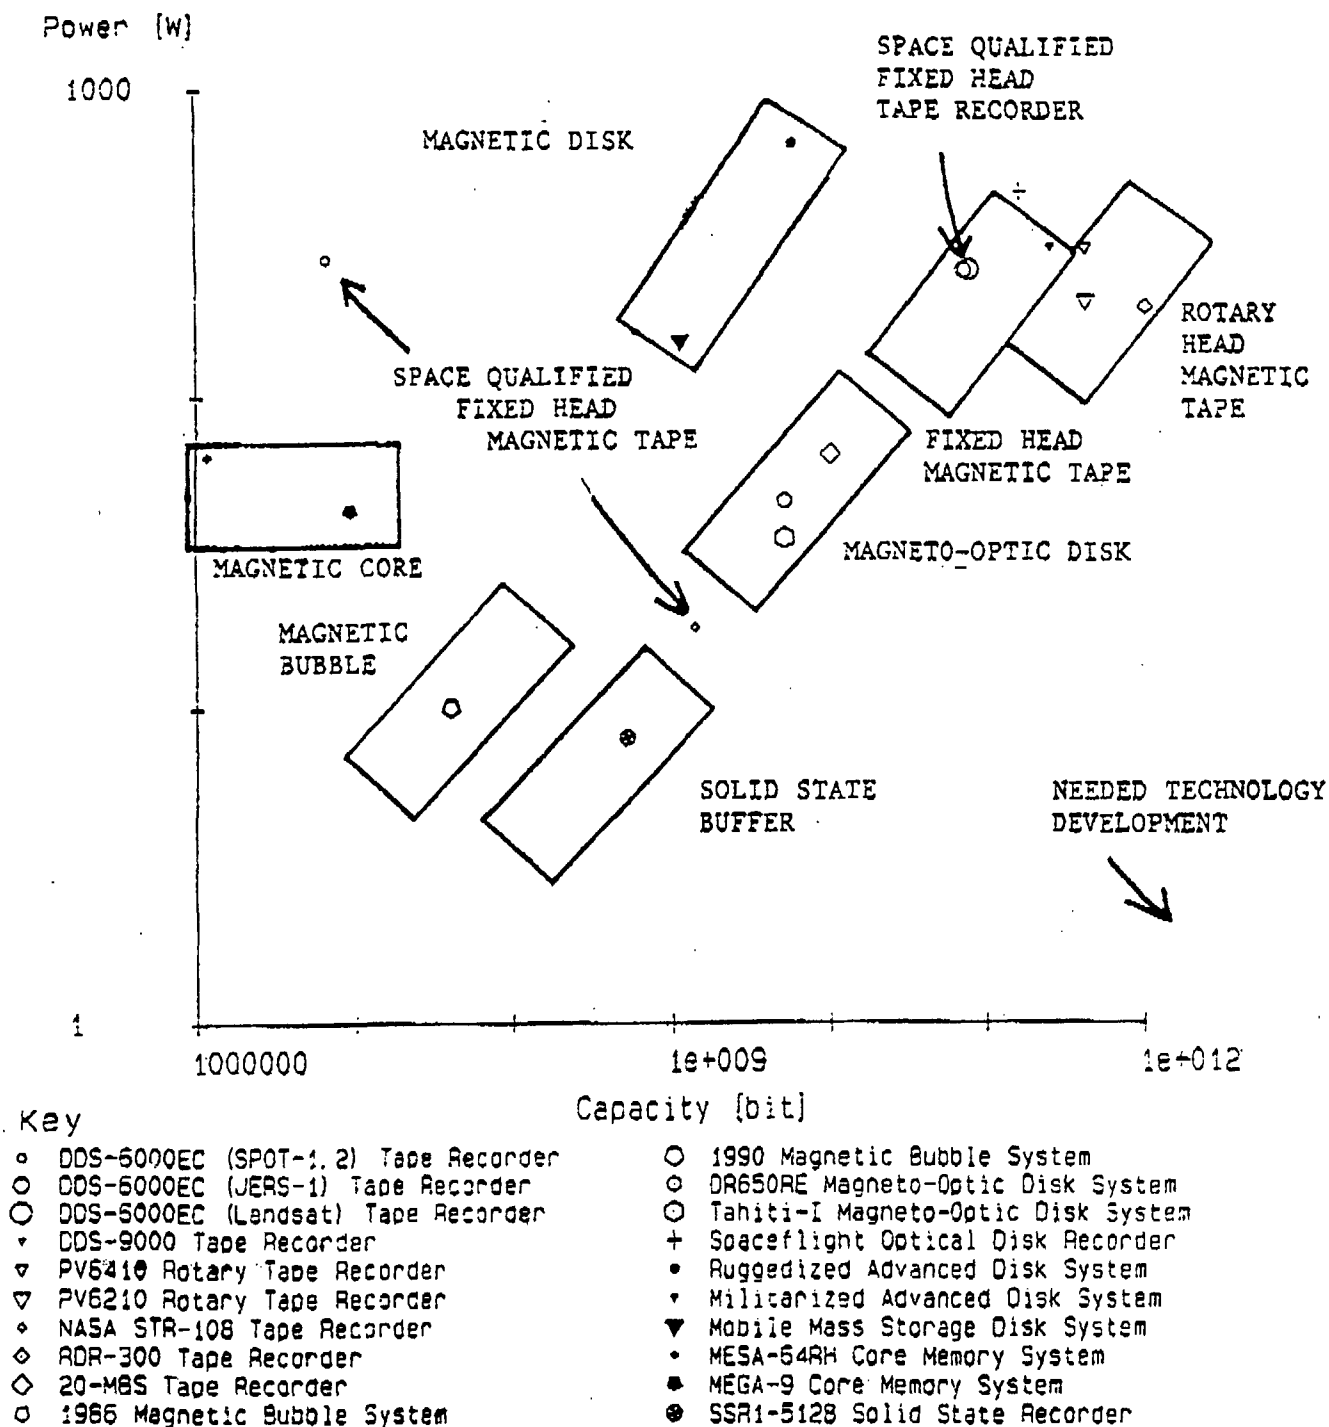 Power [W]
1000
SPACE QUALIFIED
FIXED HEAD
TAPE RECORDER
MAGNETIC DISK
SPACE QUALIFIED
FIXED HEAD
MAGNETIC TAPE
ROTARY
HEAD
MAGNETIC
TAPE
FIXED HEAD
MAGNETIC TAPE
MAGNETO-OPTIC DISK
MAGNETIC CORE
MAGNETIC
BUBBLE
SOLID STATE
BUFFER
NEEDED TECHNOLOGY
DEVELOPMENT
1
1000000
1e+009
1e+012
Capacity [bit]
Key
DDS-6000EC (SPOT-1,2) Tape Recorder
DDS-6000EC (JERS-1) Tape Recorder
DDS-5000EC (Landsat) Tape Recorder
DDS-9000 Tape Recorder
PV6410 Rotary Tape Recorder
PV6210 Rotary Tape Recorder
NASA STR-108 Tape Recorder
RDR-300 Tape Recorder
20-MBS Tape Recorder
1986 Magnetic Bubble System
1990 Magnetic Bubble System
DR650RE Magneto-Optic Disk System
Tahiti-I Magneto-Optic Disk System
Spaceflight Optical Disk Recorder
Ruggedized Advanced Disk System
Militarized Advanced Disk System
Mobile Mass Storage Disk System
MESA-64RH Core Memory System
MEGA-9 Core Memory System
SSR1-5128 Solid State Recorder